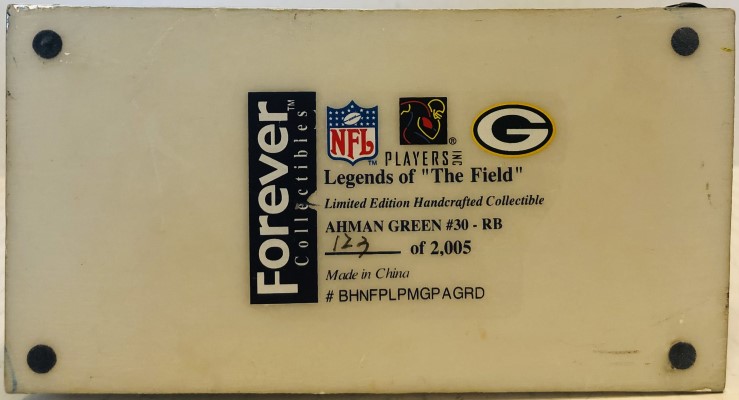 Forever™
Collectibles
NFL
™
PLAYERS INC
®
G
Legends of "The Field"
Limited Edition Handcrafted Collectible
AHMAN GREEN #30 - RB
123 of 2,005
Made in China
# BHNFPLPMGPAGRD